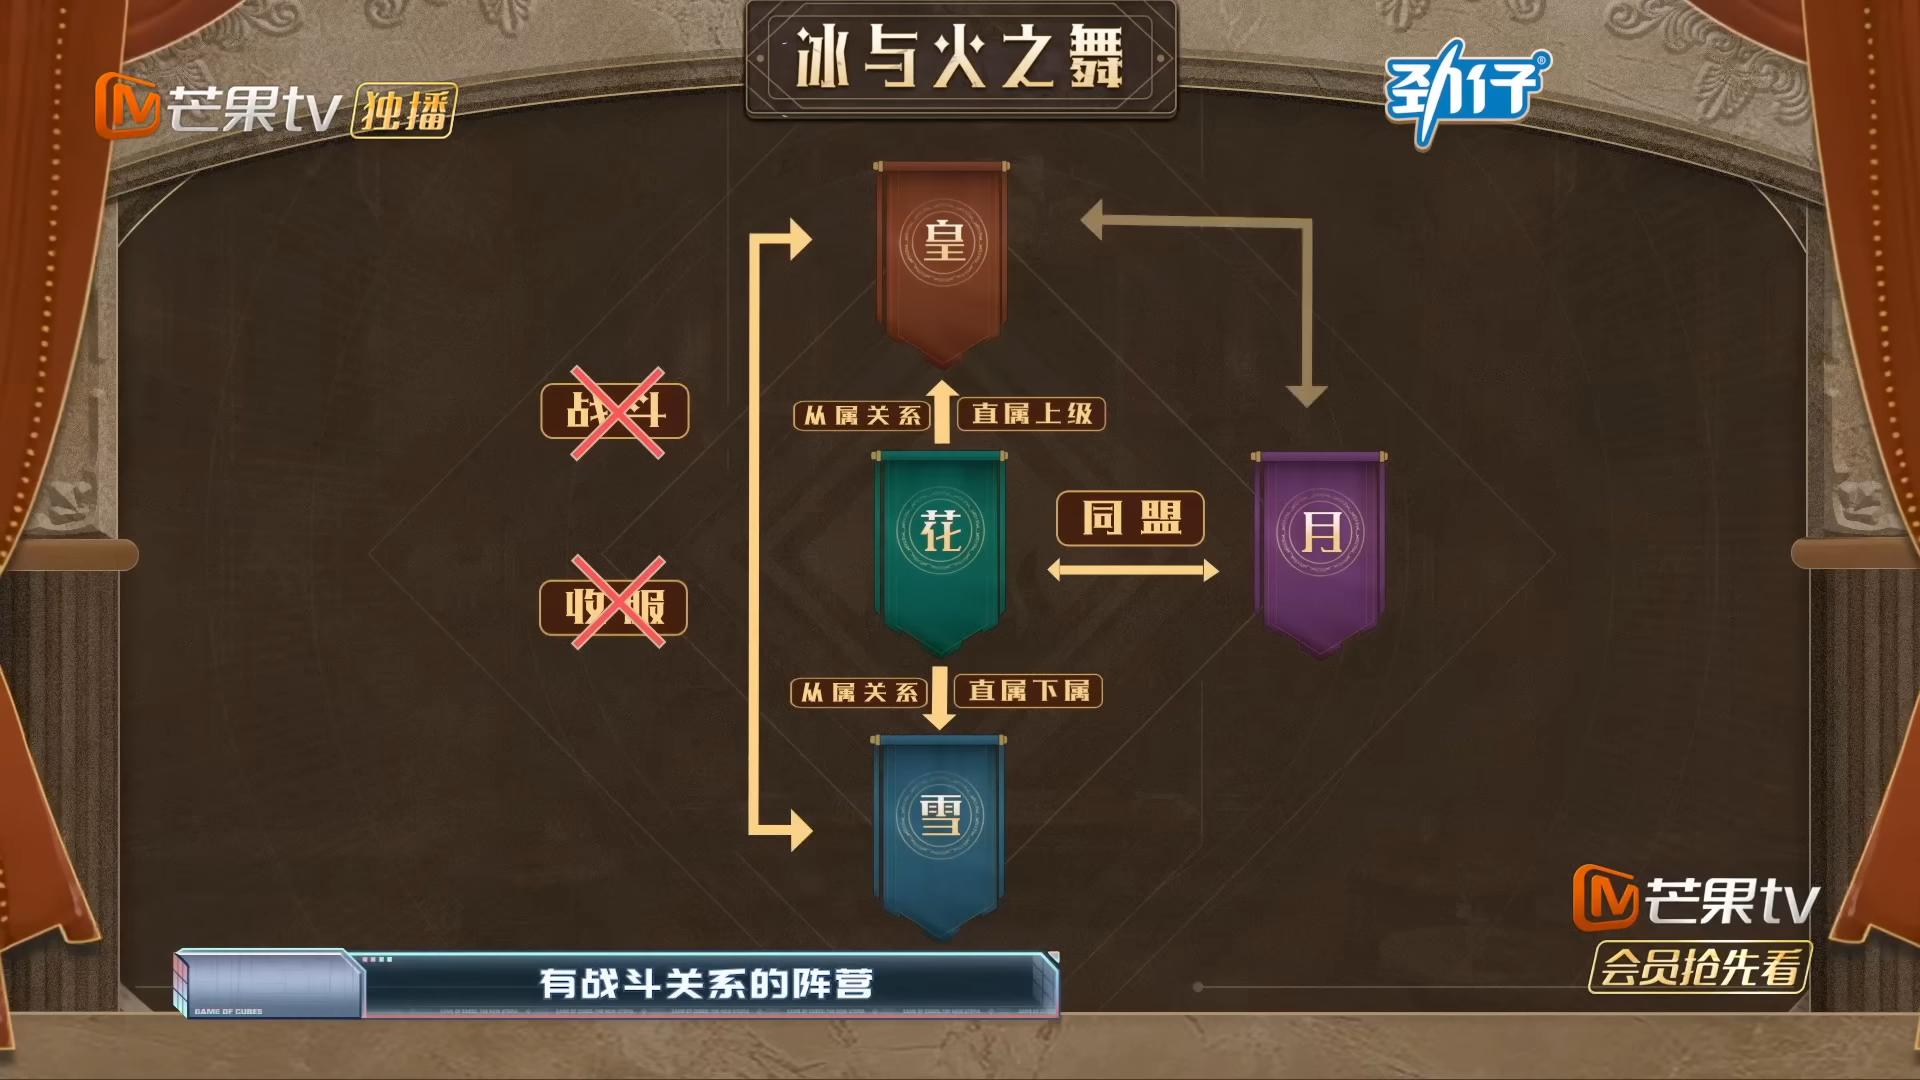 冰与火之舞
芒果tv 独播
劲仔®
皇
战斗
从属关系
直属上级
花
同盟
月
收服
从属关系
直属下属
雪
芒果tv
会员抢先看
有战斗关系的阵营
GAME OF CUBES